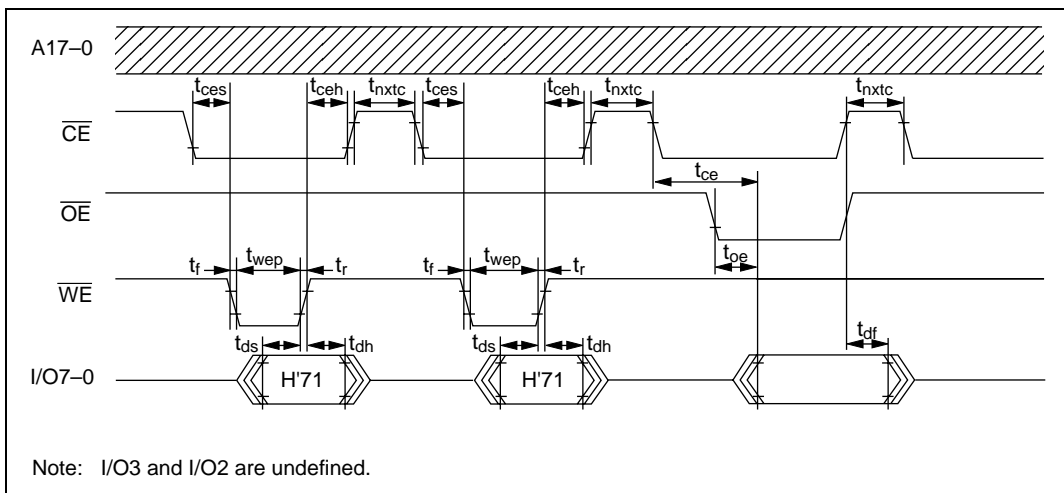 A17–0
tces tceh tnxtc tces tceh tnxtc tnxtc
CE
tce
OE
toe
tf twep tr tf twep tr
WE
tds tdh tds tdh tdf
I/O7–0 H'71 H'71
Note: I/O3 and I/O2 are undefined.